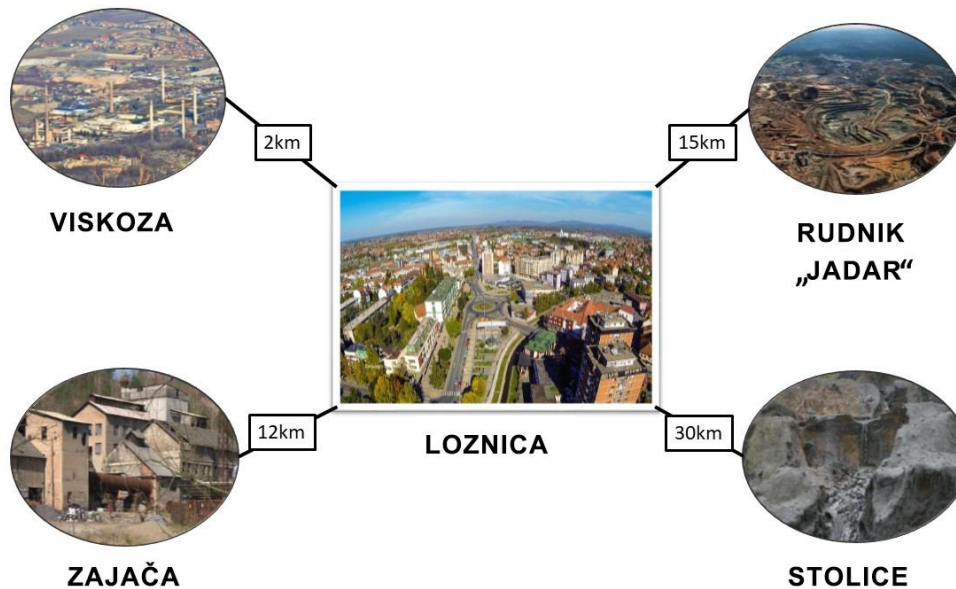 2km
15km
VISKOZA
RUDNIK
„JADAR“
12km
30km
LOZNICA
ZAJAČA
STOLICE